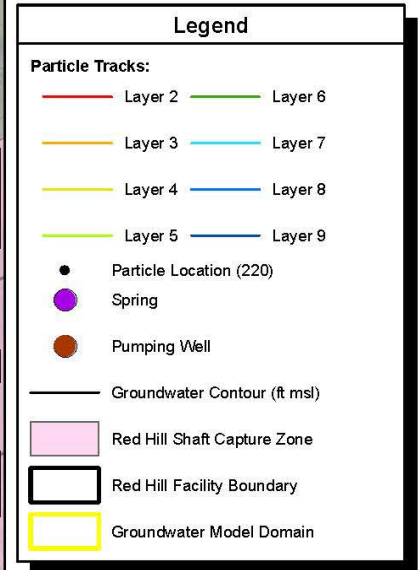 Legend
Particle Tracks:
Layer 2 Layer 6
Layer 3 Layer 7
Layer 4 Layer 8
Layer 5 Layer 9
Particle Location (220)
Spring
Pumping Well
Groundwater Contour (ft msl)
Red Hill Shaft Capture Zone
Red Hill Facility Boundary
Groundwater Model Domain